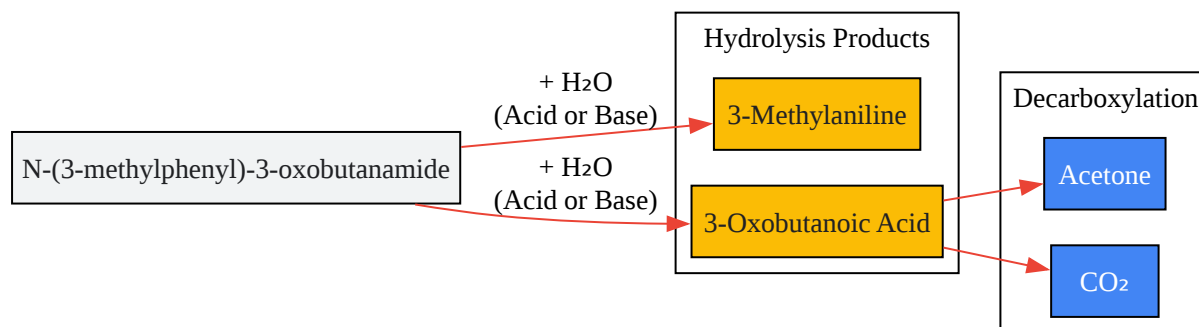 Hydrolysis Products
+ H₂O
(Acid or Base)
3-Methylaniline
Decarboxylation
N-(3-methylphenyl)-3-oxobutanamide
+ H₂O
(Acid or Base)
3-Oxobutanoic Acid
Acetone
CO₂